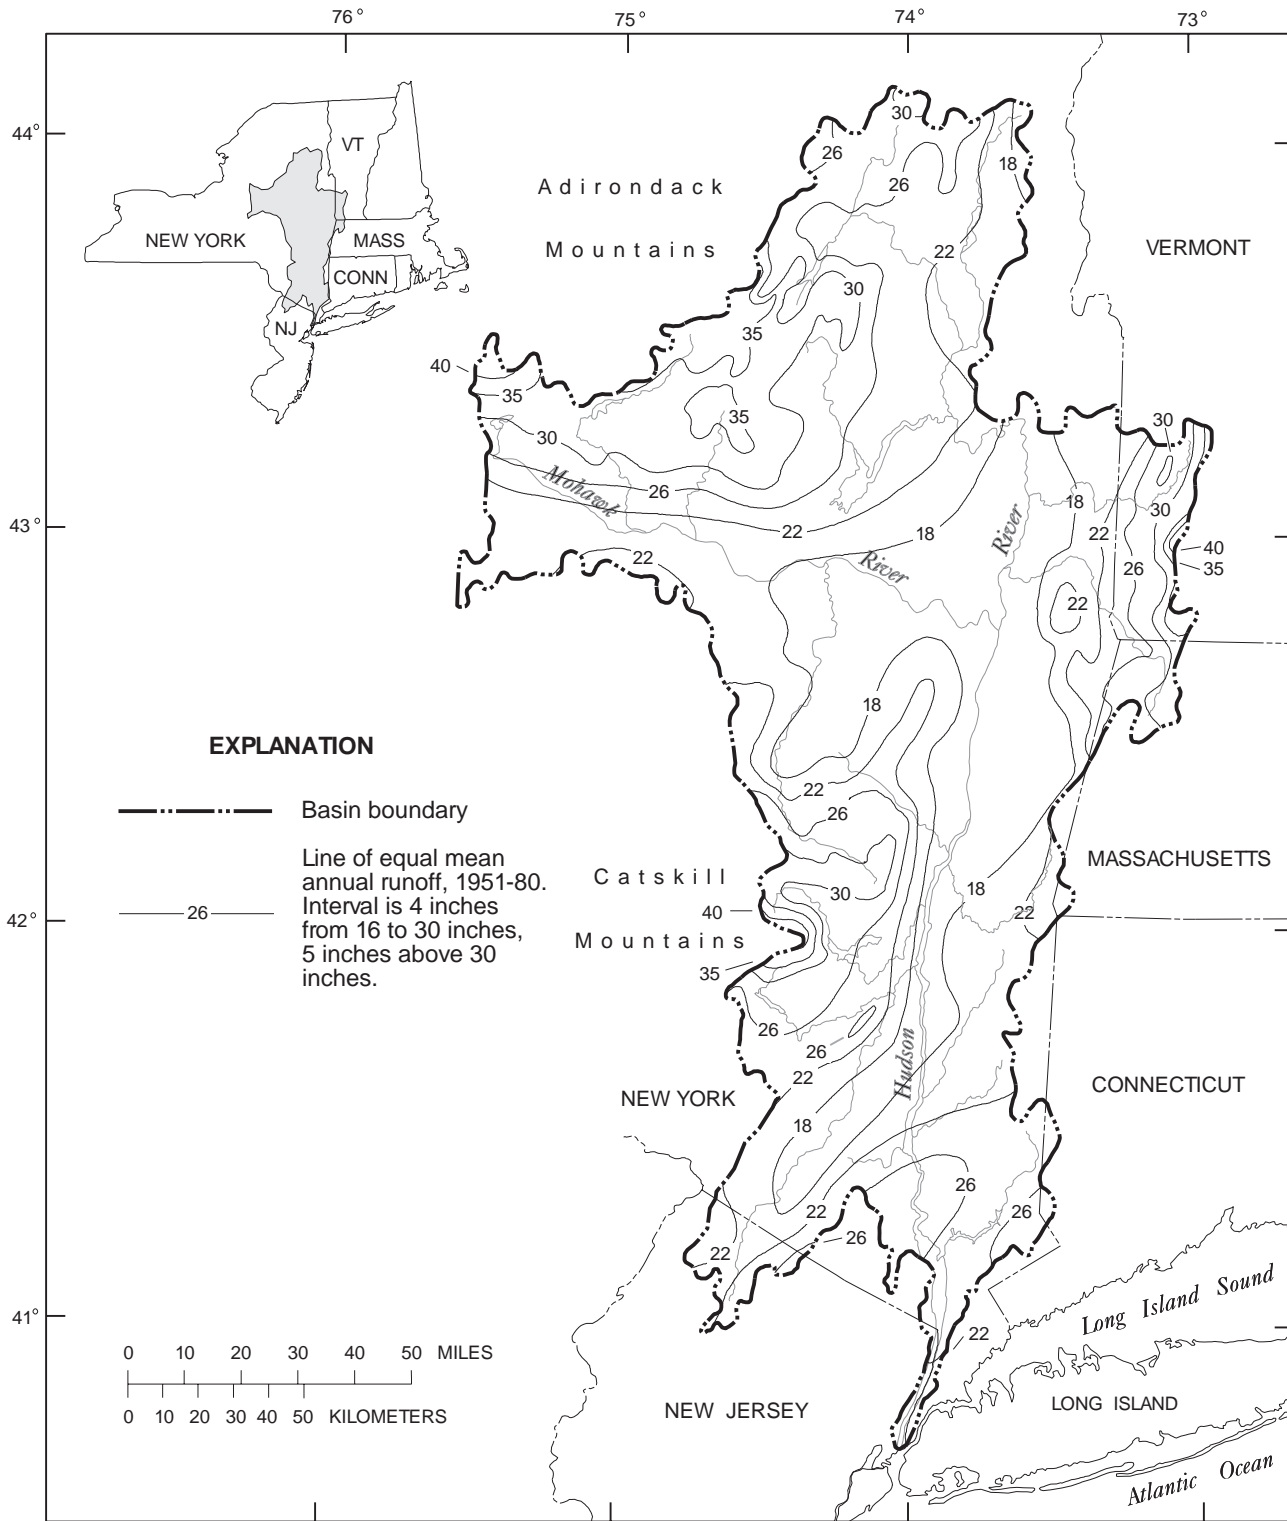 76°
75°
74°
73°
44°
43°
42°
41°
VT
NEW YORK
MASS
CONN
NJ
Adirondack
Mountains
VERMONT
30
26
26
18
22
30
35
40
35
35
30
30
26
Mohawk
22
18
18
22
River
River
30
26
40
35
22
22
18
EXPLANATION
Basin boundary
26
Line of equal mean
annual runoff, 1951-80.
Interval is 4 inches
from 16 to 30 inches,
5 inches above 30
inches.
22
26
Catskill
Mountains
30
40
35
18
22
MASSACHUSETTS
26
26
22
18
Hudson
NEW YORK
CONNECTICUT
26
22
26
26
22
22
0 10 20 30 40 50 MILES
0 10 20 30 40 50 KILOMETERS
NEW JERSEY
Long Island Sound
LONG ISLAND
Atlantic Ocean